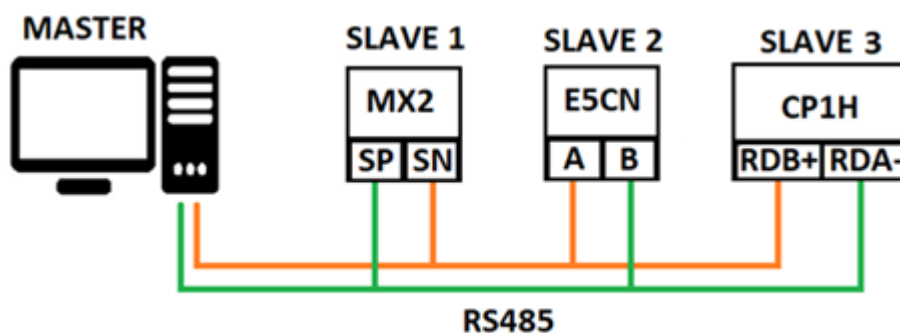 MASTER
SLAVE 1
SLAVE 2
SLAVE 3
MX2
E5CN
CP1H
SP SN
A B
RDB+ RDA-
RS485